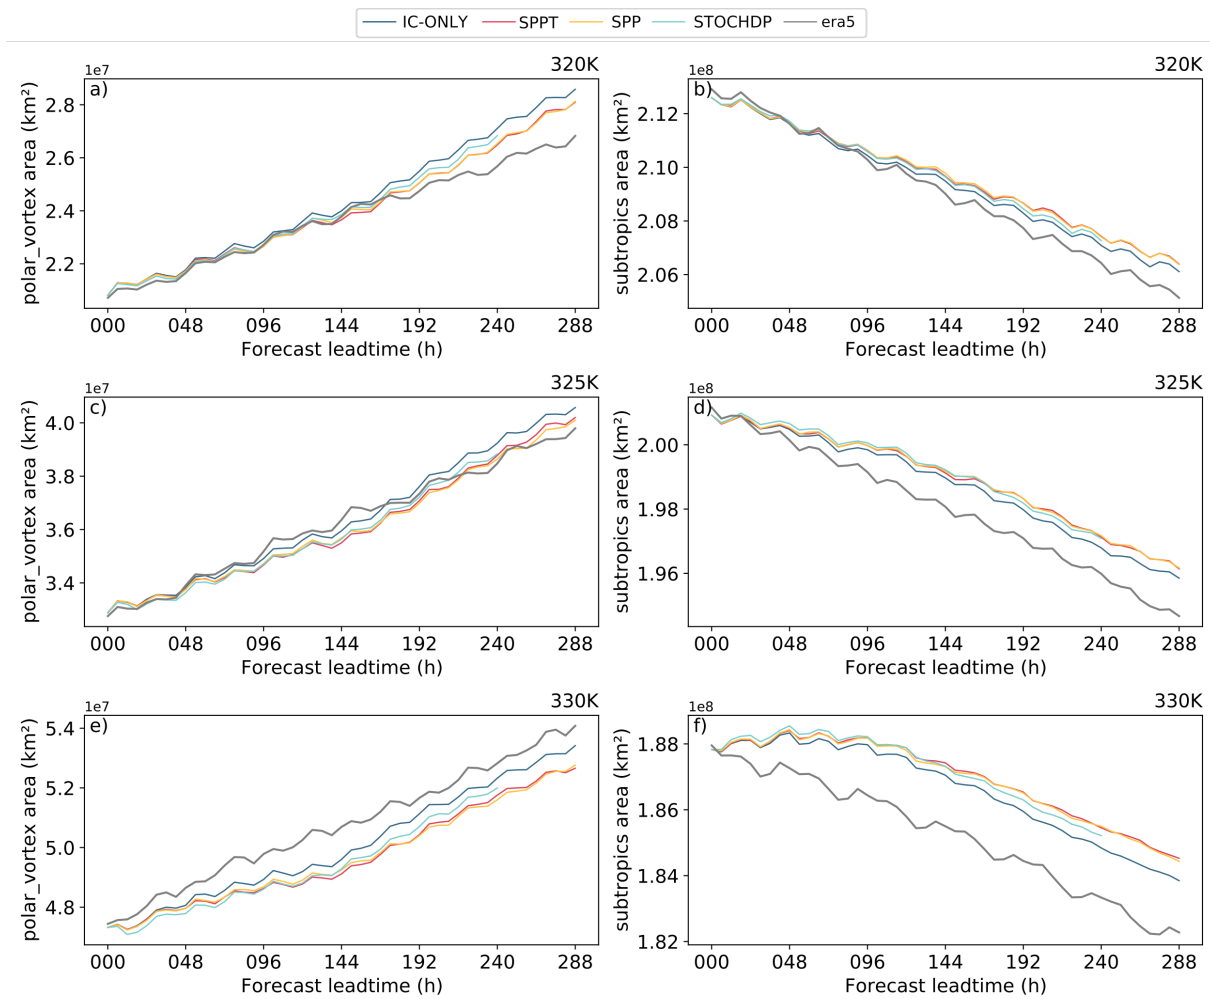 IC-ONLY SPPT SPP STOCHDP era5
1e7 320K
a)
polar_vortex area (km²)
2.8
2.6
2.4
2.2
000 048 096 144 192 240 288
Forecast leadtime (h)
1e8 320K
b)
subtropics area (km²)
2.12
2.10
2.08
2.06
000 048 096 144 192 240 288
Forecast leadtime (h)
1e7 325K
c)
polar_vortex area (km²)
4.0
3.8
3.6
3.4
000 048 096 144 192 240 288
Forecast leadtime (h)
1e8 325K
d)
subtropics area (km²)
2.00
1.98
1.96
000 048 096 144 192 240 288
Forecast leadtime (h)
1e7 330K
e)
polar_vortex area (km²)
5.4
5.2
5.0
4.8
000 048 096 144 192 240 288
Forecast leadtime (h)
1e8 330K
f)
subtropics area (km²)
1.88
1.86
1.84
1.82
000 048 096 144 192 240 288
Forecast leadtime (h)